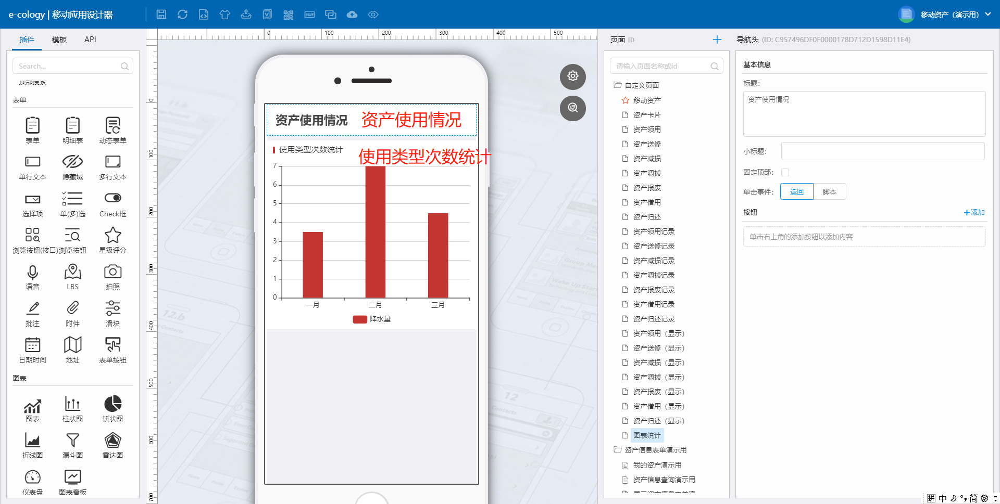 e-cology | 移动应用设计器
移动资产（演示用）
插件 模板 API
Search...
顶部搜索
表单
表单 明细表 动态表单
单行文本 隐藏域 多行文本
选择项 单(多)选 Check框
浏览按钮(接口) 浏览按钮 星级评分
语音 LBS 拍照
批注 附件 滑块
日期时间 地址 表单按钮
图表
图表 柱状图 饼状图
折线图 漏斗图 雷达图
仪表盘 图表看板
0 100 200 300 400 500
0
100
200
300
400
500
600
700
资产使用情况 资产使用情况
使用类型次数统计 使用类型次数统计
7
6
5
4
3
2
1
0
一月 二月 三月
降水量
页面 ID
请输入页面名称或id
自定义页面
移动资产
资产卡片
资产领用
资产送修
资产减损
资产调拨
资产报废
资产借用
资产归还
资产领用记录
资产送修记录
资产减损记录
资产调拨记录
资产报废记录
资产借用记录
资产归还记录
资产领用（显示）
资产送修（显示）
资产减损（显示）
资产调拨（显示）
资产报废（显示）
资产借用（显示）
资产归还（显示）
图表统计
资产信息表单演示用
我的资产演示用
资产信息查询演示用
导航头 (ID: C957496DF0F0000178D712D1598D11E4)
基本信息
标题:
资产使用情况
小标题:
固定顶部:
单击事件: 返回 脚本
按钮 +添加
单击右上角的添加按钮以添加内容
拼 中 简